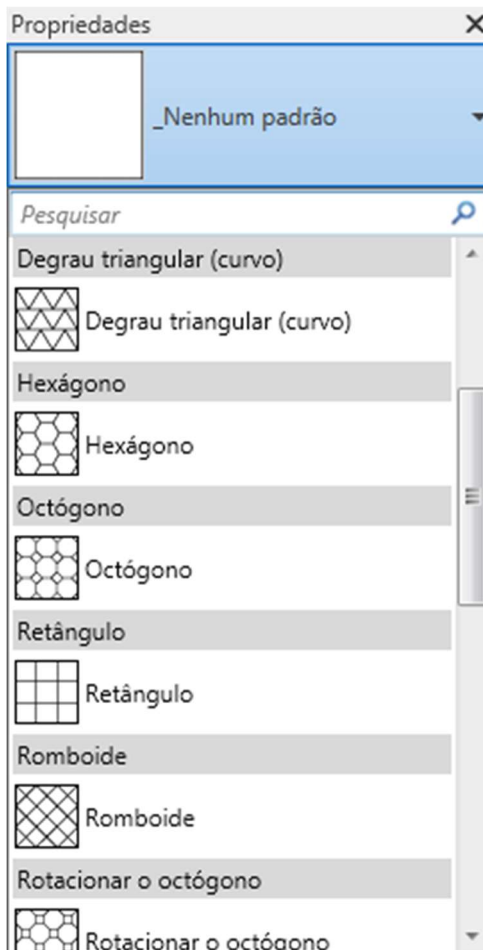 Propriedades
_Nenhum padrão
Pesquisar
Degrau triangular (curvo)
Degrau triangular (curvo)
Hexágono
Hexágono
Octógono
Octógono
Retângulo
Retângulo
Romboide
Romboide
Rotacionar o octógono
Rotacionar o octógono